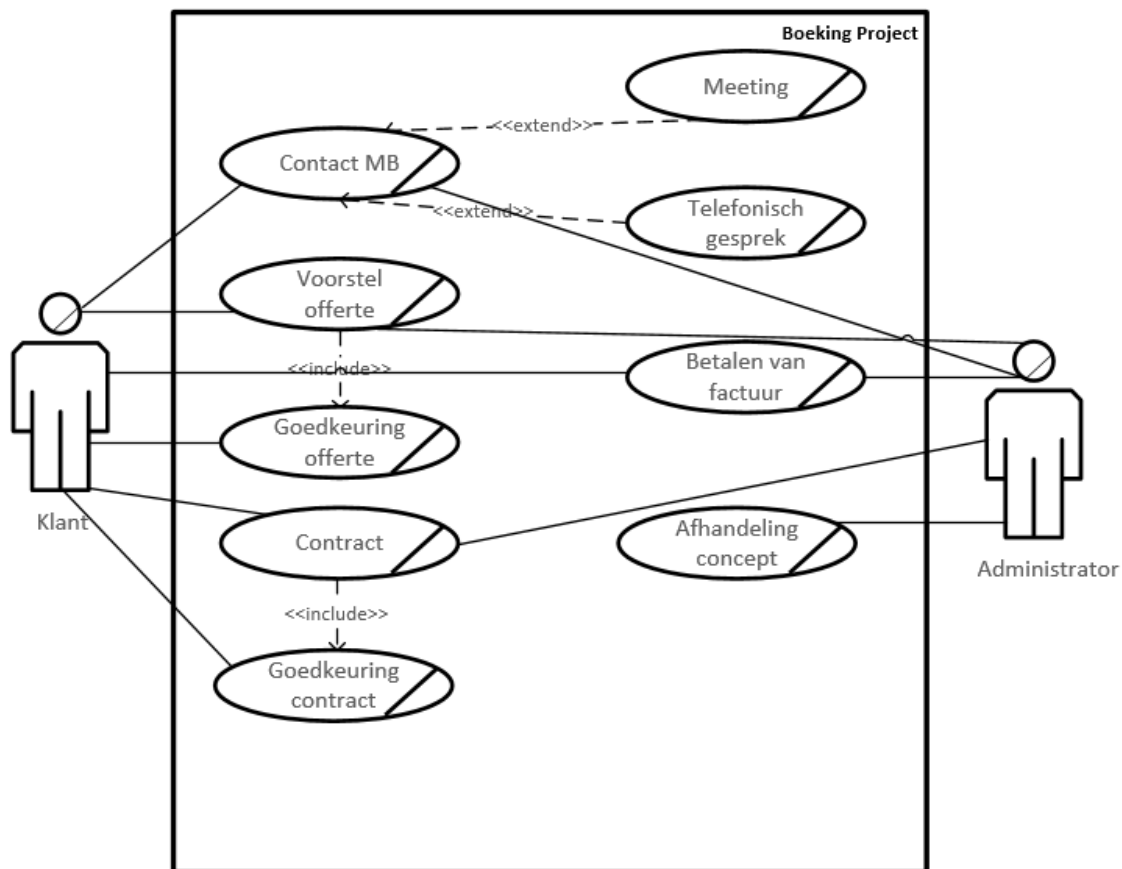 Boeking Project
Meeting
<<extend>>
Contact MB
Telefonisch
gesprek
<<extend>>
Voorstel
offerte
<<include>>
Betalen van
factuur
Goedkeuring
offerte
Klant
Contract
Afhandeling
concept
Administrator
<<include>>
Goedkeuring
contract